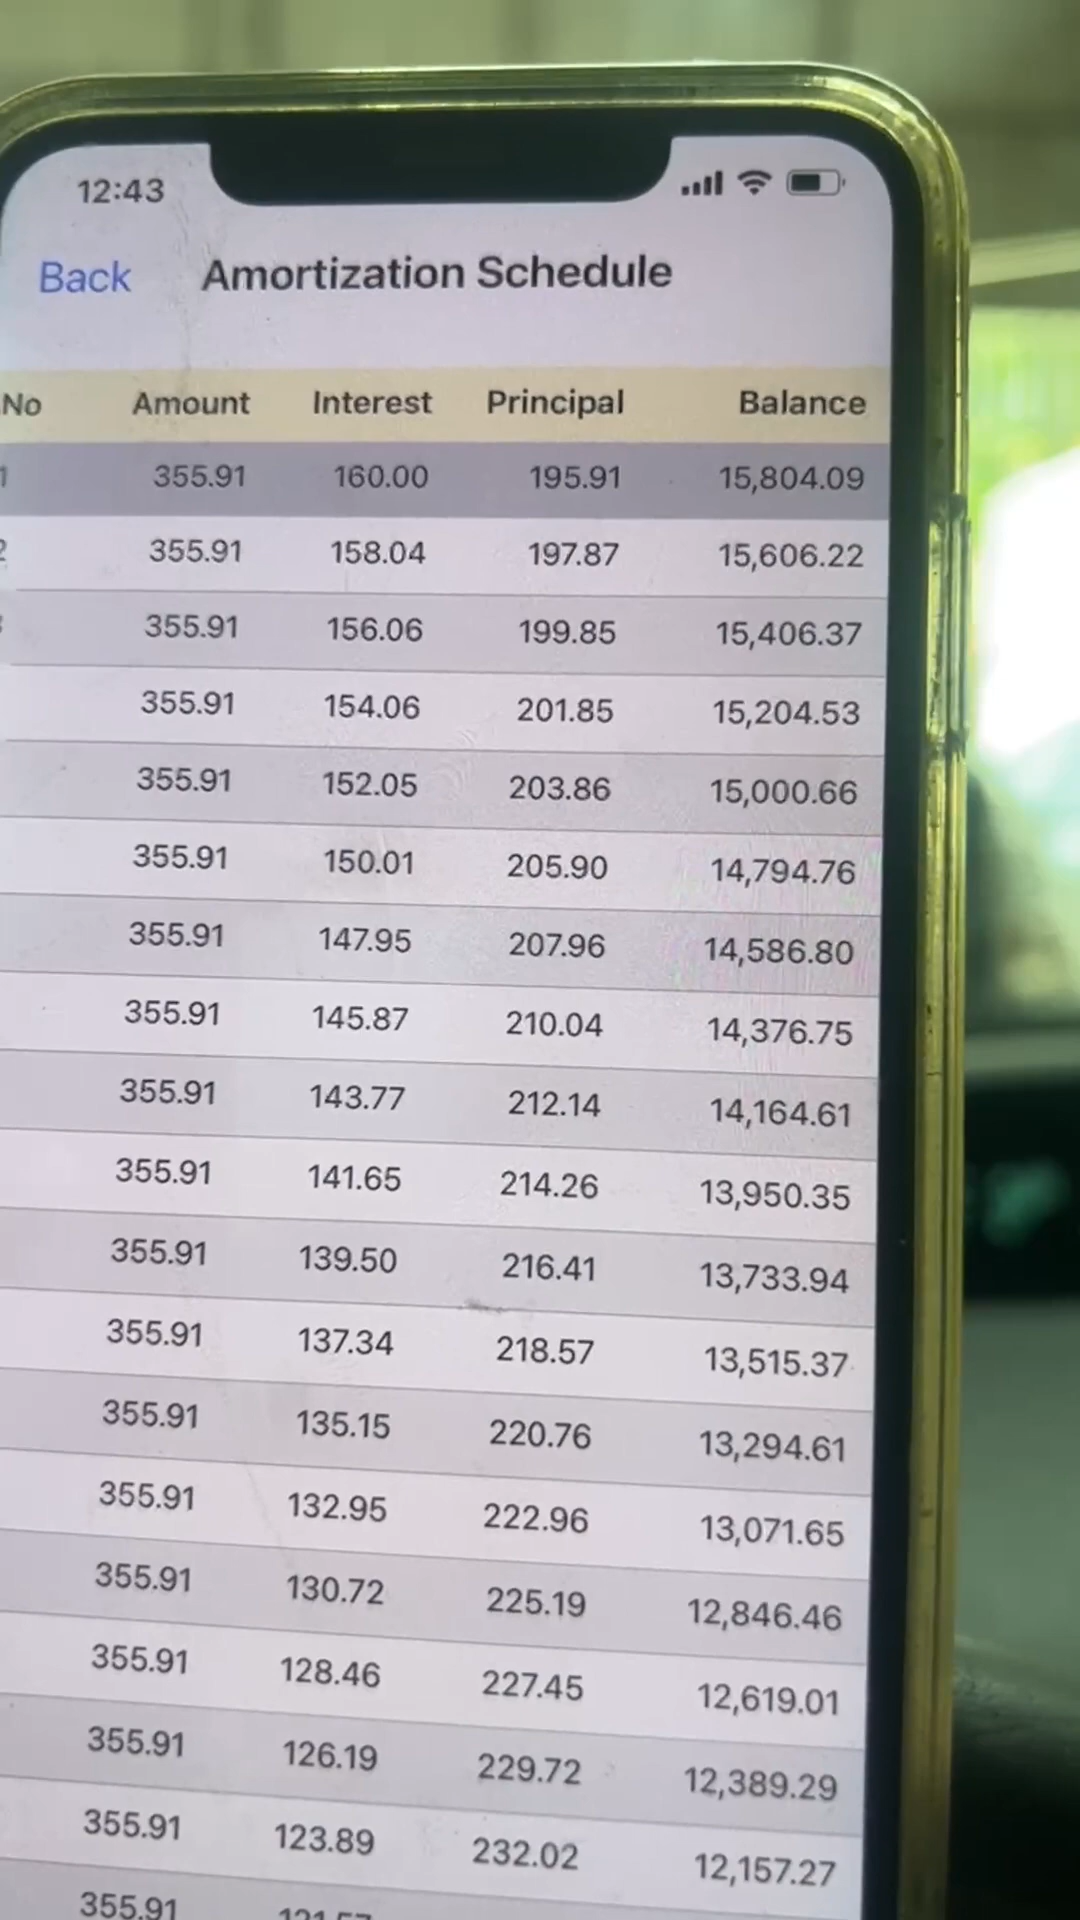 12:43
Back Amortization Schedule
No Amount Interest Principal Balance
1 355.91 160.00 195.91 15,804.09
2 355.91 158.04 197.87 15,606.22
355.91 156.06 199.85 15,406.37
355.91 154.06 201.85 15,204.53
355.91 152.05 203.86 15,000.66
355.91 150.01 205.90 14,794.76
355.91 147.95 207.96 14,586.80
355.91 145.87 210.04 14,376.75
355.91 143.77 212.14 14,164.61
355.91 141.65 214.26 13,950.35
355.91 139.50 216.41 13,733.94
355.91 137.34 218.57 13,515.37
355.91 135.15 220.76 13,294.61
355.91 132.95 222.96 13,071.65
355.91 130.72 225.19 12,846.46
355.91 128.46 227.45 12,619.01
355.91 126.19 229.72 12,389.29
355.91 123.89 232.02 12,157.27
355.91